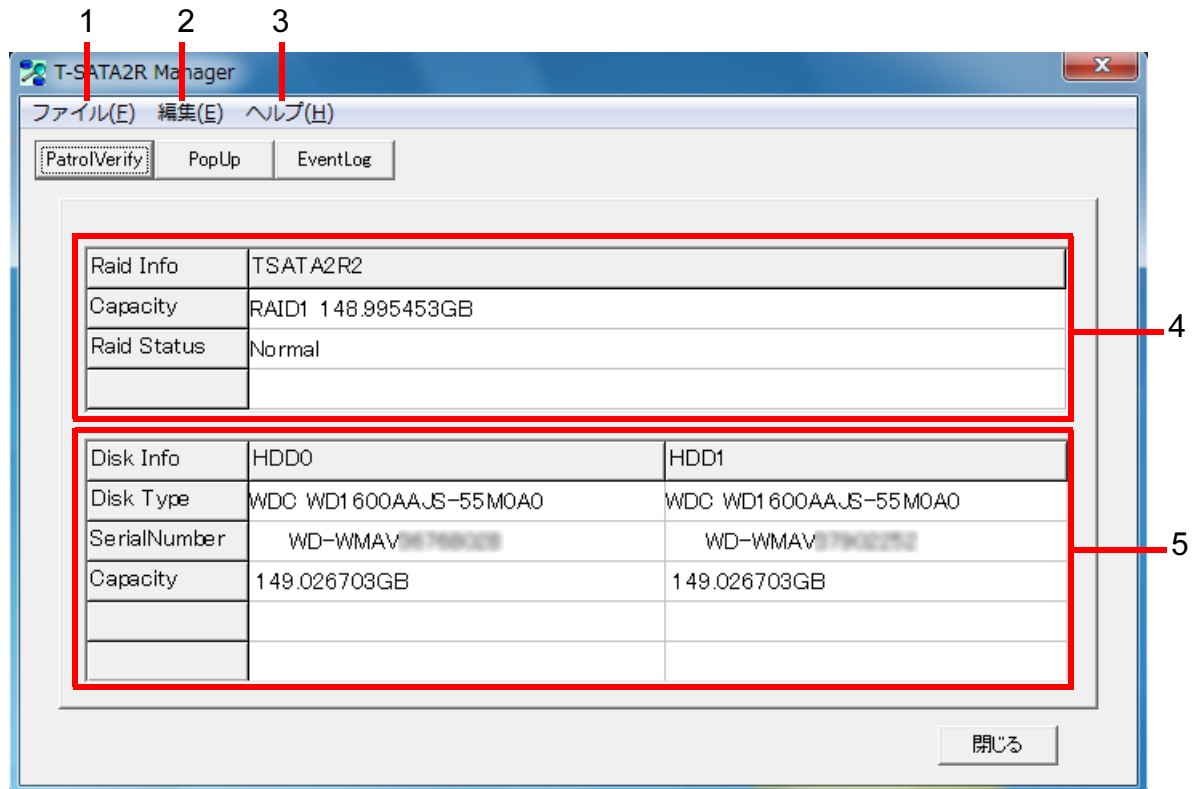 1 2 3
T-SATA2R Manager
ファイル(F) 編集(E) ヘルプ(H)
PatrolVerify PopUp EventLog
Raid Info TSATA2R2
Capacity RAID1 148.995453GB
Raid Status Normal
4
Disk Info HDD0 HDD1
Disk Type WDC WD1600AAJS-55M0A0 WDC WD1600AAJS-55M0A0
SerialNumber WD-WMAV WD-WMAV
5
Capacity 149.026703GB 149.026703GB
閉じる